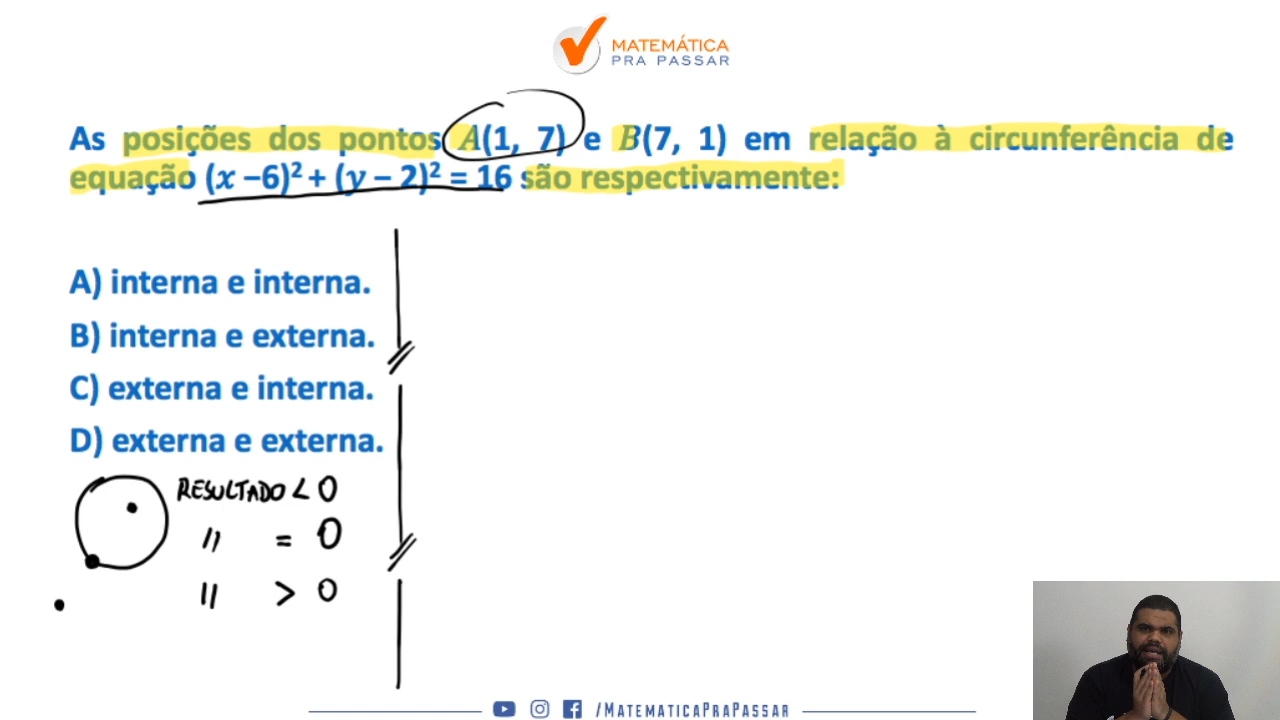 MATEMÁTICA
PRA PASSAR
As posições dos pontos A(1, 7) e B(7, 1) em relação à circunferência de
equação (x −6)² + (y − 2)² = 16 são respectivamente:
A) interna e interna.
B) interna e externa.
C) externa e interna.
D) externa e externa.
RESULTADO < 0
" = 0
" > 0
/MATEMATICAPRAPASSAR